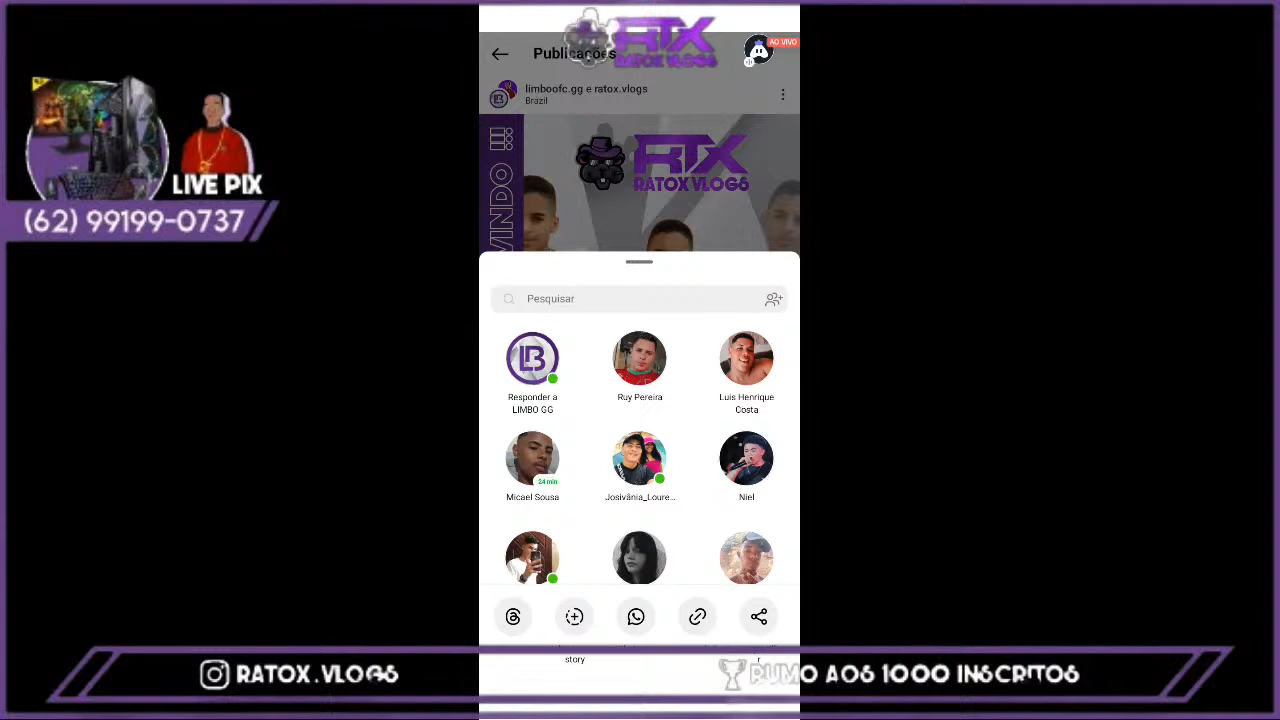 RTX
RATOX VLOGS
AO VIVO
Publicações
limboofc.gg e ratox.vlogs
Brazil
VINDO !!!
RTX
RATOX VLOGS
LIVE PIX
(62) 99199-0737
Pesquisar
Responder a
LIMBO GG
Ruy Pereira
Luis Henrique
Costa
24 min
Micael Sousa
Josivânia_Loure...
Niel
story
RATOX.VLOGS
RUMO AOS 1000 INSCRITOS